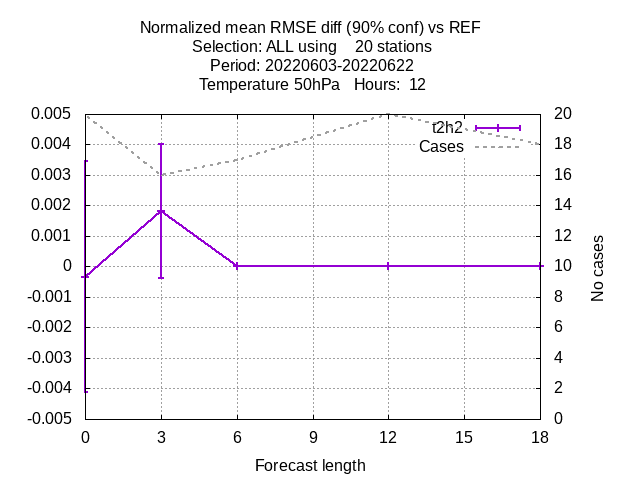 Normalized mean RMSE diff (90% conf) vs REF
Selection: ALL using    20 stations
Period: 20220603-20220622
Temperature 50hPa   Hours:  12
0.005
0.004
0.003
0.002
0.001
0
-0.001
-0.002
-0.003
-0.004
-0.005
t2h2
Cases
20
18
16
14
12
10
8
6
4
2
0
No cases
0 3 6 9 12 15 18
Forecast length